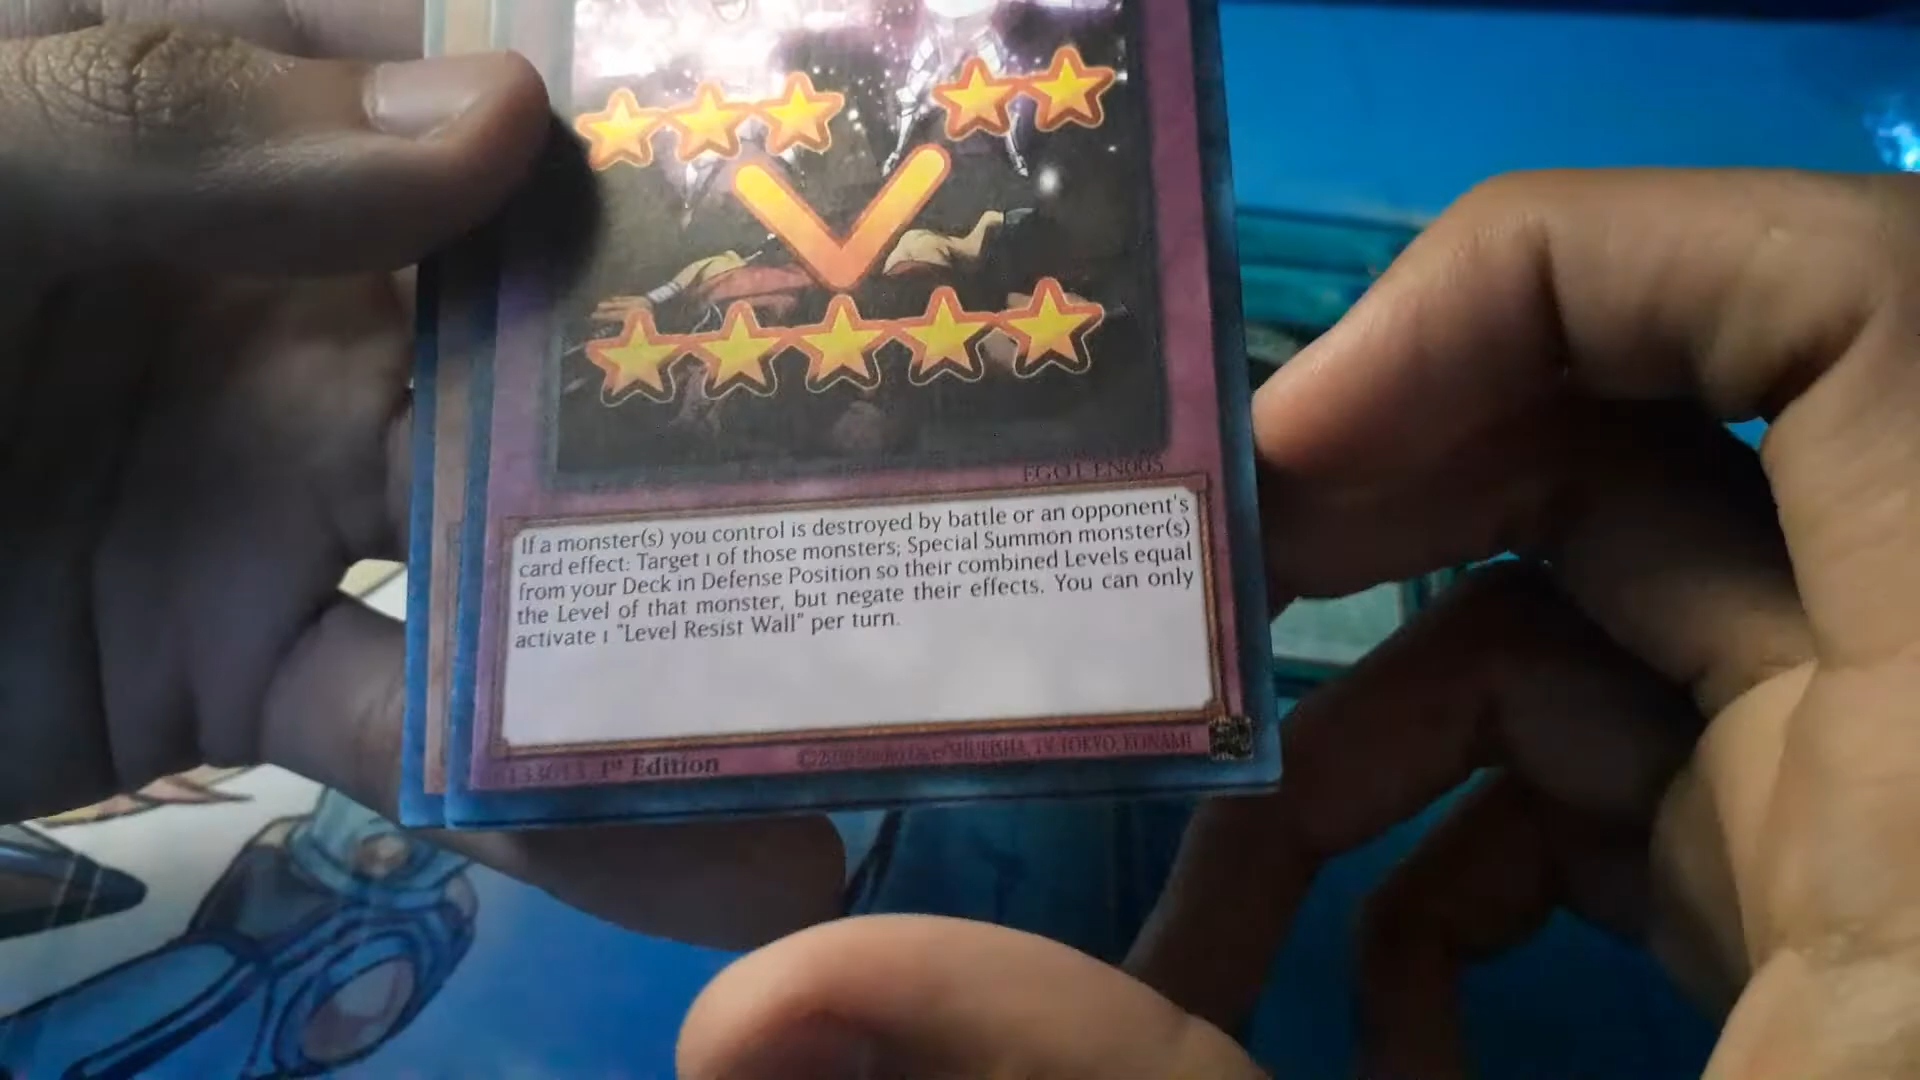 EGO1-EN005
If a monster(s) you control is destroyed by battle or an opponent's
card effect: Target 1 of those monsters; Special Summon monster(s)
from your Deck in Defense Position so their combined Levels equal
the Level of that monster, but negate their effects. You can only
activate 1 "Level Resist Wall" per turn.
1st Edition
©2020 Studio Dice/SHUEISHA, TV TOKYO, KONAMI